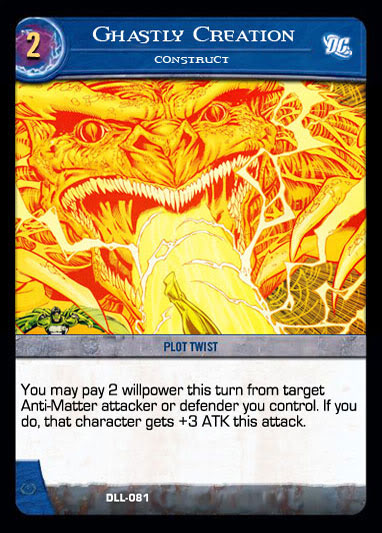 2
Ghastly Creation
DC
CONSTRUCT
PLOT TWIST
You may pay 2 willpower this turn from target
Anti-Matter attacker or defender you control. If you
do, that character gets +3 ATK this attack.
DLL-081